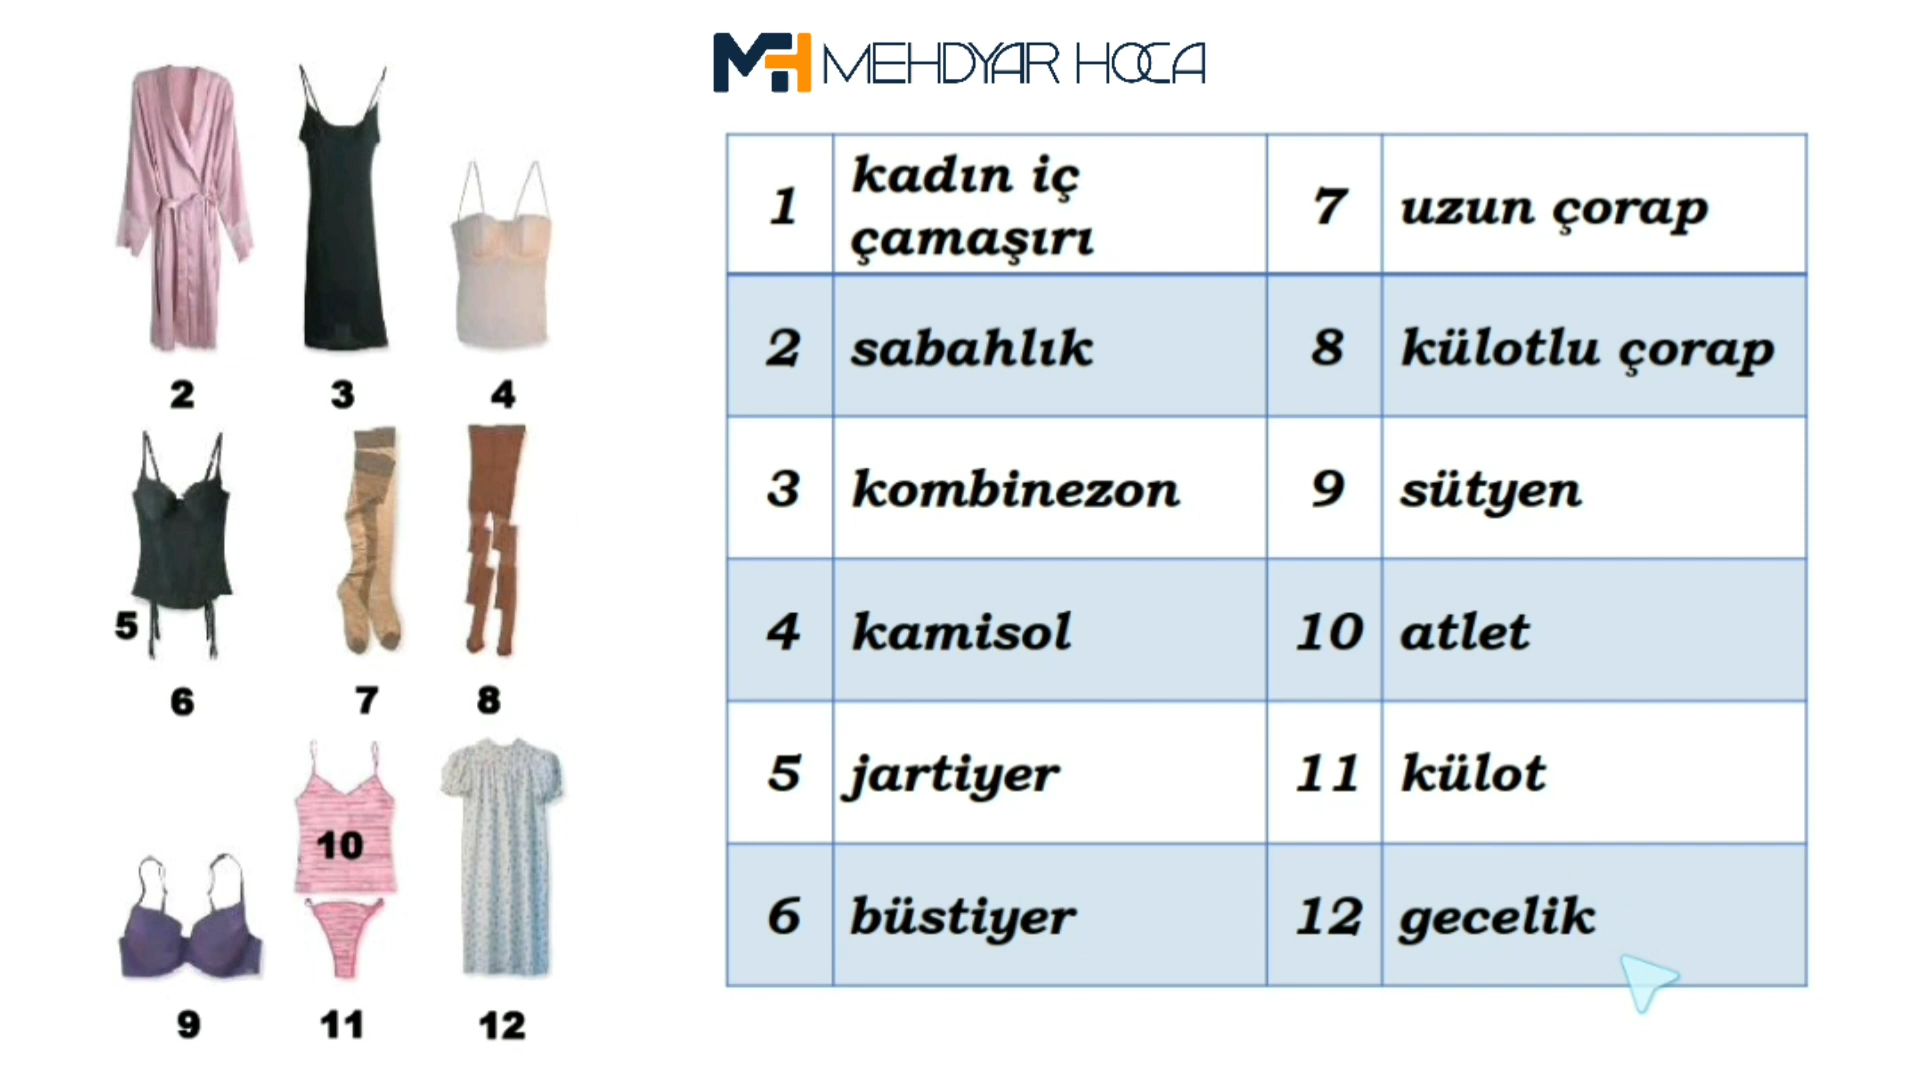 MEHDYAR HOCA
2 3 4
5
6 7 8
10
9 11 12
1 kadın iç
çamaşırı
7 uzun çorap
2 sabahlık 8 külotlu çorap
3 kombinezon 9 sütyen
4 kamisol 10 atlet
5 jartiyer 11 külot
6 büstiyer 12 gecelik